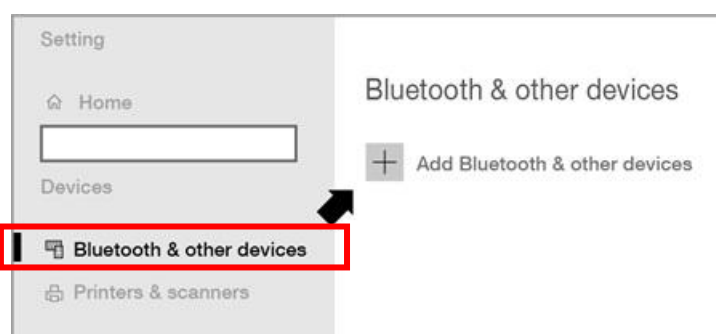 Setting
Home
Devices
Bluetooth & other devices
Printers & scanners
Bluetooth & other devices
Add Bluetooth & other devices